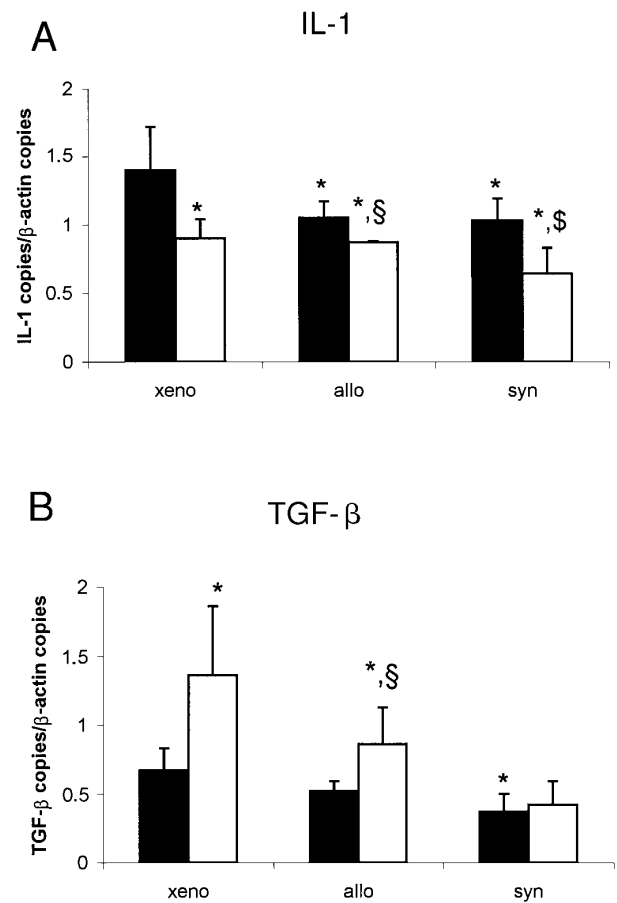 A
IL-1
IL-1 copies/β-actin copies
2
1.5
1
0.5
0
*
*
*,§
*
*,$
xeno
allo
syn
B
TGF-β
TGF-β copies/β-actin copies
2
1.5
1
0.5
0
*
*,§
*
xeno
allo
syn